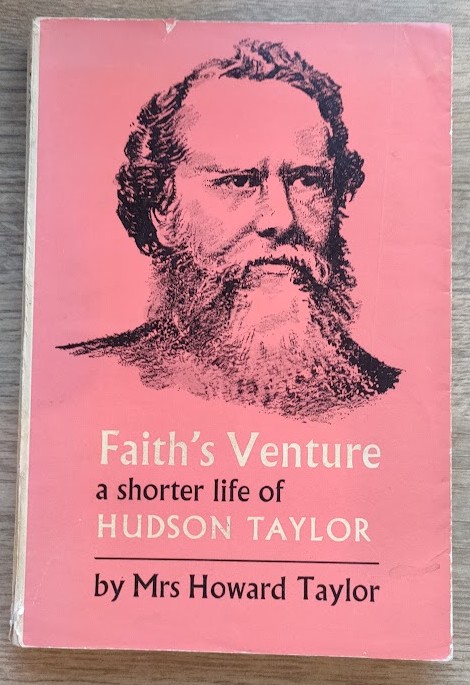 Faith's Venture
a shorter life of
HUDSON TAYLOR
by Mrs Howard Taylor